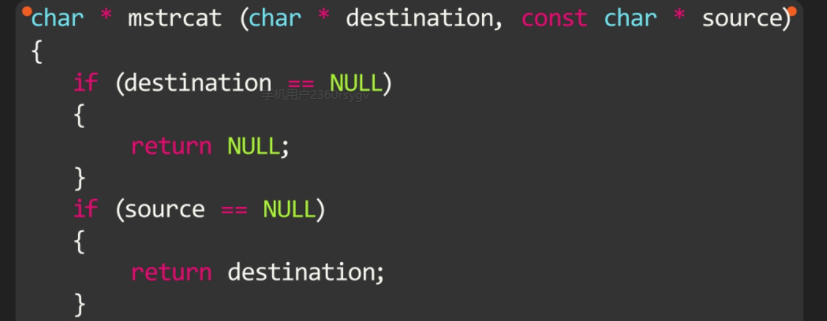 char * mstrcat (char * destination, const char * source)
{
if (destination == NULL)
{
return NULL;
}
if (source == NULL)
{
return destination;
}